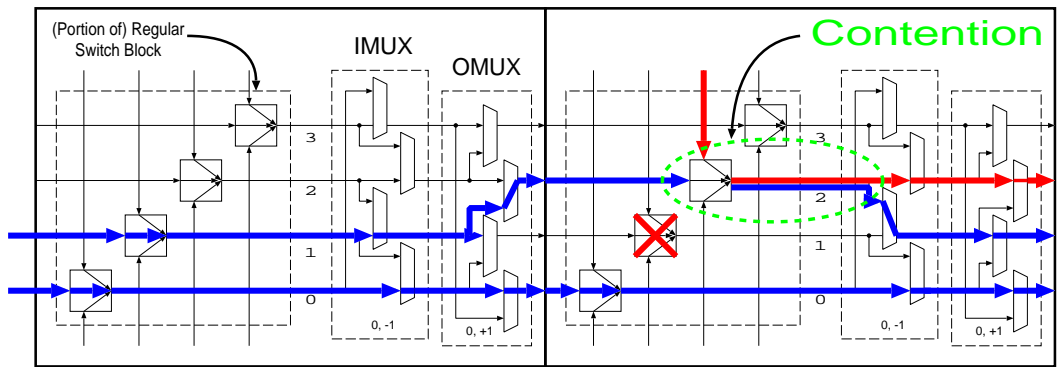 (Portion of) Regular
Switch Block
IMUX
OMUX
Contention
3
2
1
0
0, -1
0, +1
3
2
1
0
0, -1
0, +1